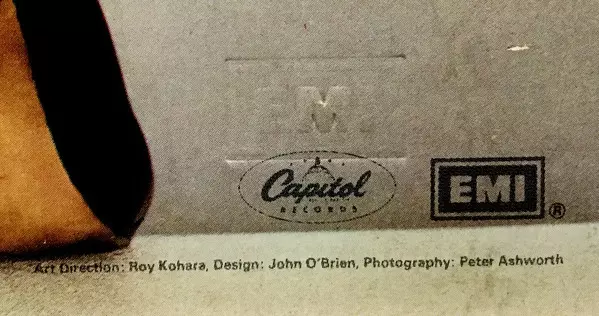 EMI
Capitol
RECORDS
EMI ®
Art Direction: Roy Kohara, Design: John O'Brien, Photography: Peter Ashworth